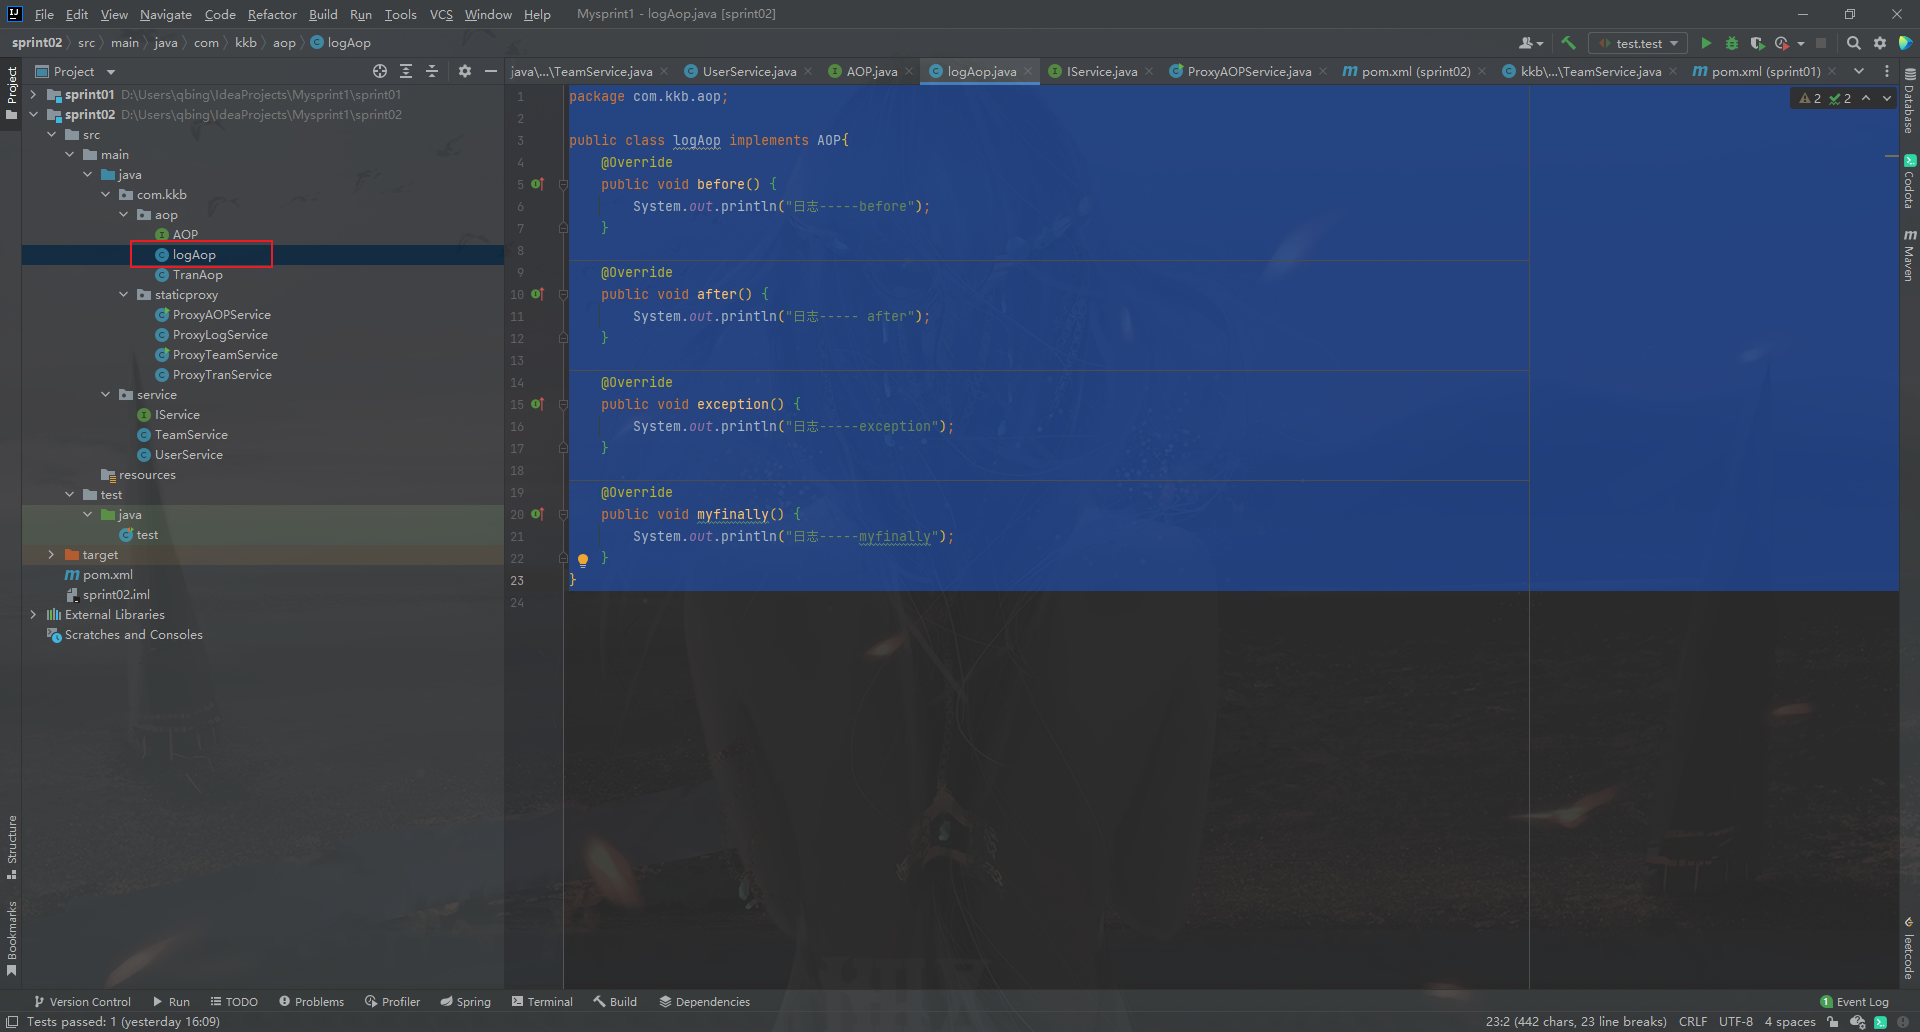 File Edit View Navigate Code Refactor Build Run Tools VCS Window Help Mysprint1 - logAop.java [sprint02]
sprint02 src main java com kkb aop logAop
test.test
Project
java\...\TeamService.java UserService.java AOP.java logAop.java IService.java ProxyAOPService.java pom.xml (sprint02) kkb\...\TeamService.java pom.xml (sprint01)
Project
sprint01 D:\Users\qbing\IdeaProjects\Mysprint1\sprint01
sprint02 D:\Users\qbing\IdeaProjects\Mysprint1\sprint02
src
main
java
com.kkb
aop
AOP
logAop
TranAop
staticproxy
ProxyAOPService
ProxyLogService
ProxyTeamService
ProxyTranService
service
IService
TeamService
UserService
resources
test
java
test
target
pom.xml
sprint02.iml
External Libraries
Scratches and Consoles
Structure
Bookmarks
1 package com.kkb.aop;
2
3 public class logAop implements AOP{
4 @Override
5 public void before() {
6 System.out.println("日志-----before");
7 }
8
9 @Override
10 public void after() {
11 System.out.println("日志----- after");
12 }
13
14 @Override
15 public void exception() {
16 System.out.println("日志-----exception");
17 }
18
19 @Override
20 public void myfinally() {
21 System.out.println("日志-----myfinally");
22 }
23 }
24
2 2
Database
Codota
Maven
leetcode
Version Control Run TODO Problems Profiler Spring Terminal Build Dependencies 1 Event Log
Tests passed: 1 (yesterday 16:09) 23:2 (442 chars, 23 line breaks) CRLF UTF-8 4 spaces